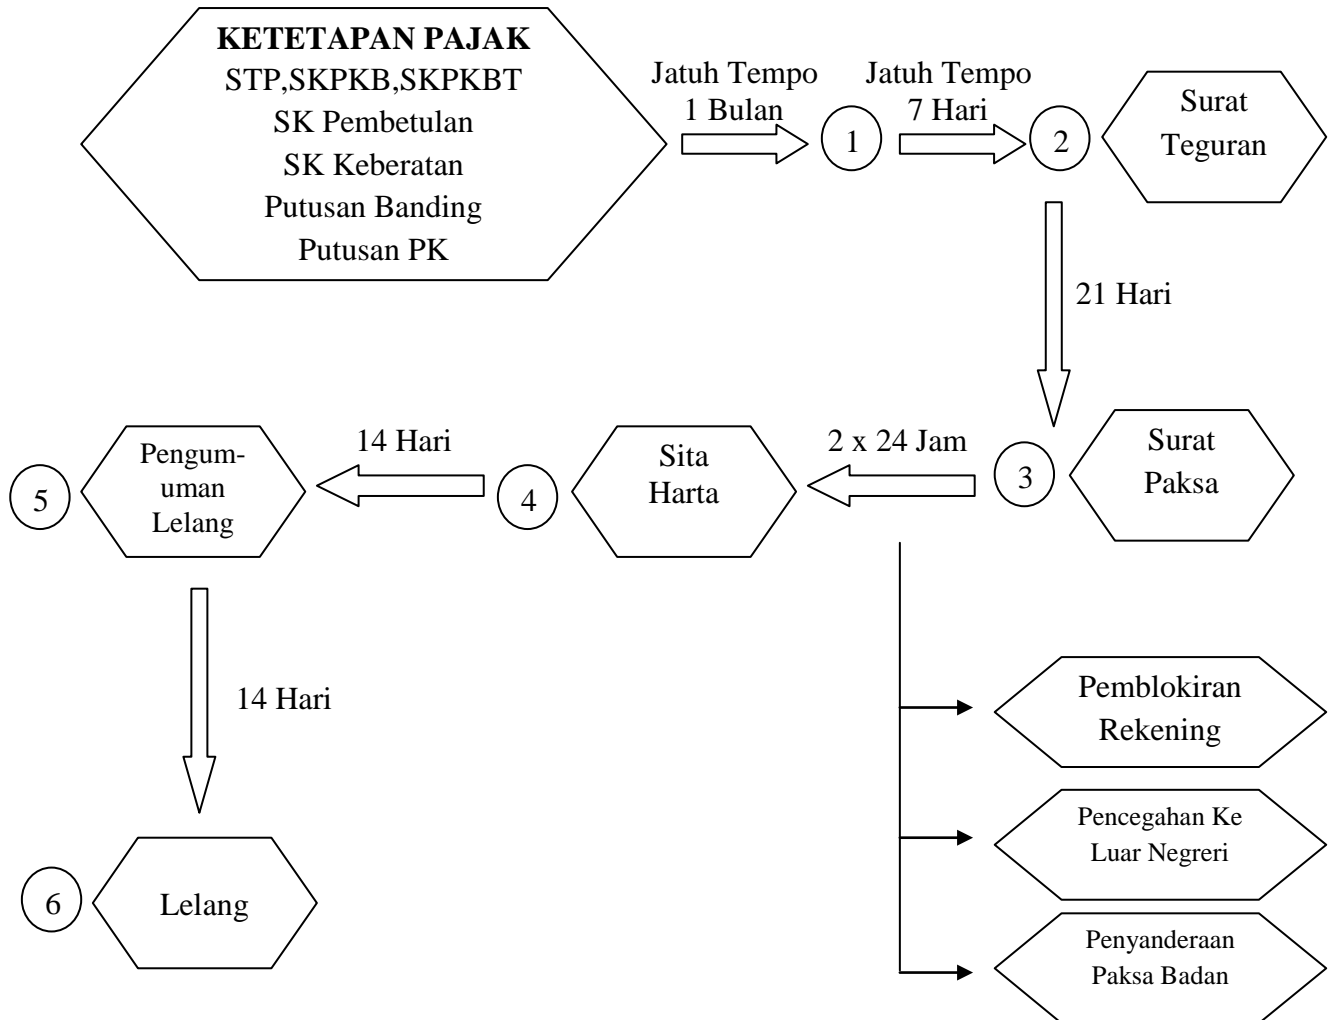 KETETAPAN PAJAK
STP,SKPKB,SKPKBT
SK Pembetulan
SK Keberatan
Putusan Banding
Putusan PK
Jatuh Tempo
1 Bulan
1
Jatuh Tempo
7 Hari
2
Surat
Teguran
21 Hari
3
Surat
Paksa
2 x 24 Jam
4
Sita
Harta
14 Hari
5
Pengum-
uman
Lelang
14 Hari
6
Lelang
Pemblokiran
Rekening
Pencegahan Ke
Luar Negreri
Penyanderaan
Paksa Badan